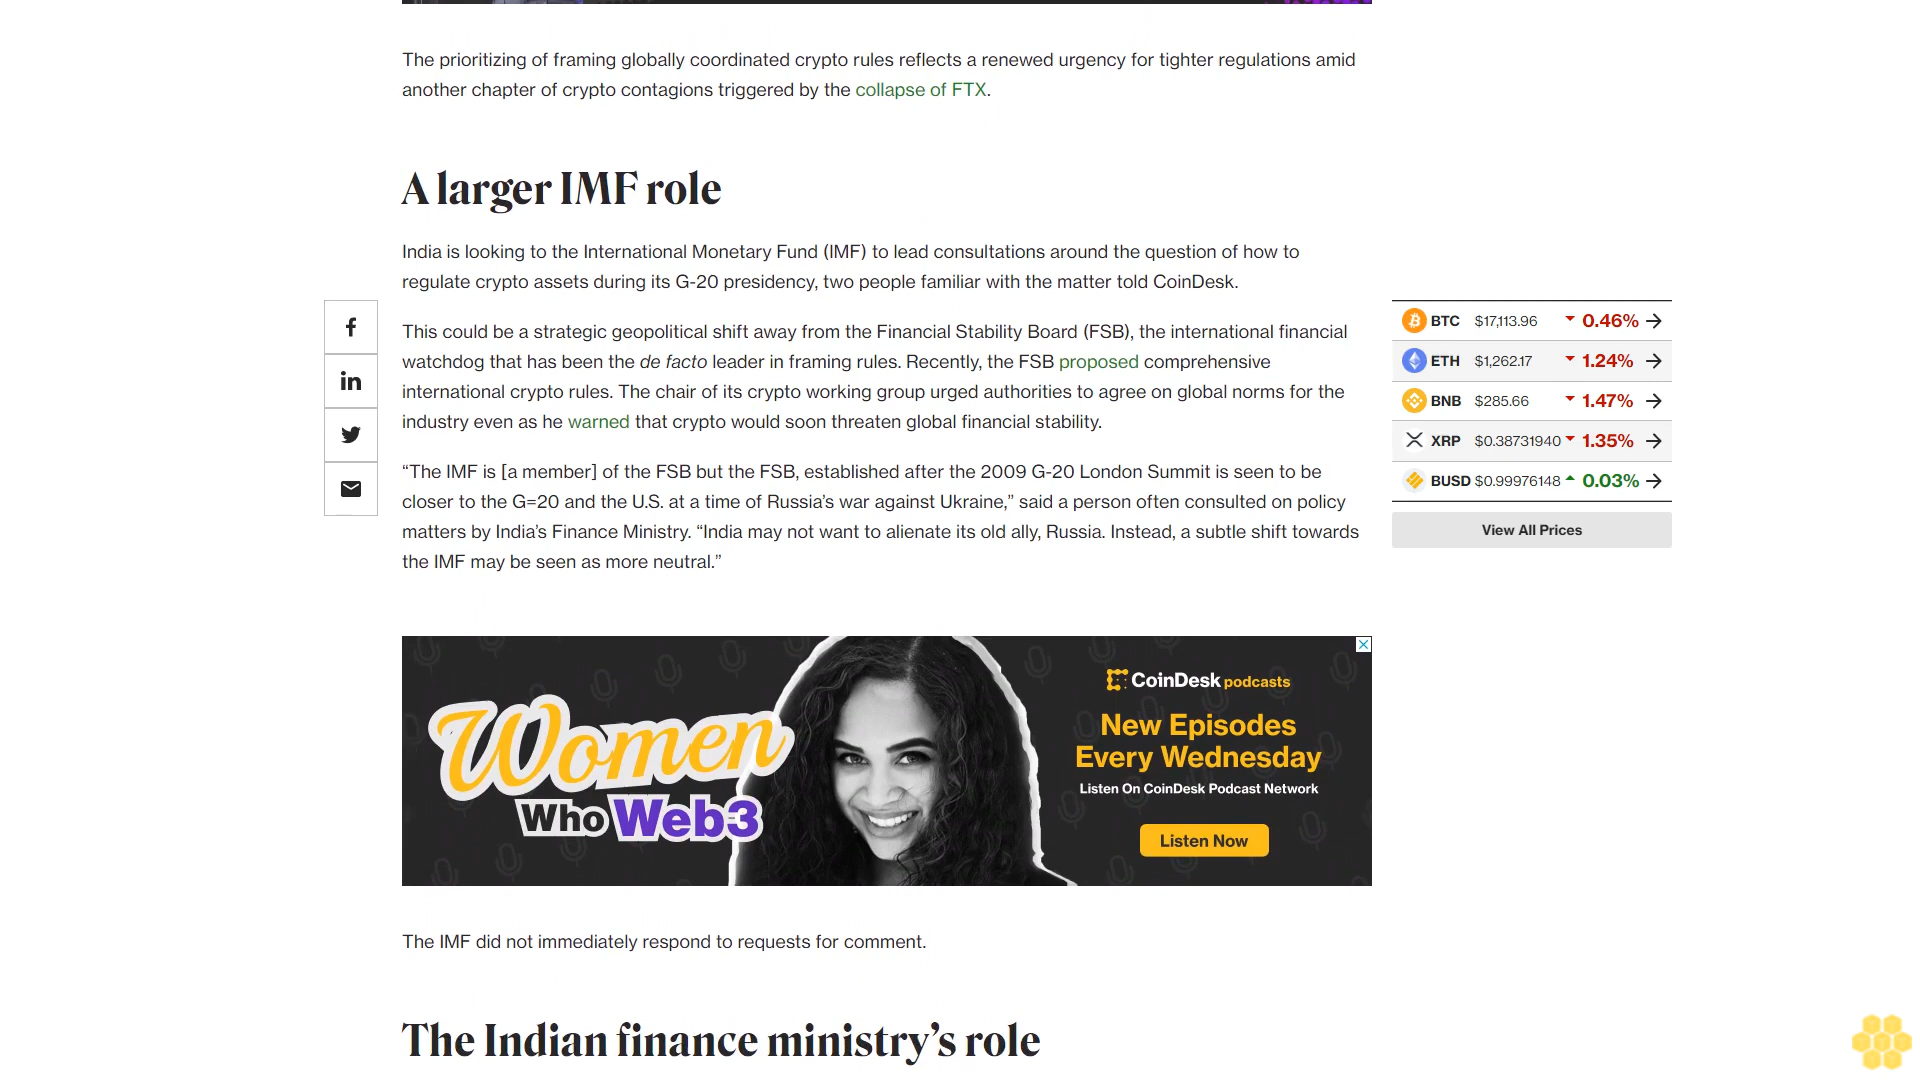 The prioritizing of framing globally coordinated crypto rules reflects a renewed urgency for tighter regulations amid
another chapter of crypto contagions triggered by the collapse of FTX.
A larger IMF role
India is looking to the International Monetary Fund (IMF) to lead consultations around the question of how to
regulate crypto assets during its G-20 presidency, two people familiar with the matter told CoinDesk.
This could be a strategic geopolitical shift away from the Financial Stability Board (FSB), the international financial
watchdog that has been the de facto leader in framing rules. Recently, the FSB proposed comprehensive
international crypto rules. The chair of its crypto working group urged authorities to agree on global norms for the
industry even as he warned that crypto would soon threaten global financial stability.
“The IMF is [a member] of the FSB but the FSB, established after the 2009 G-20 London Summit is seen to be
closer to the G=20 and the U.S. at a time of Russia’s war against Ukraine,” said a person often consulted on policy
matters by India’s Finance Ministry. “India may not want to alienate its old ally, Russia. Instead, a subtle shift towards
the IMF may be seen as more neutral.”
BTC $17,113.96 0.46%
ETH $1,262.17 1.24%
BNB $285.66 1.47%
XRP $0.38731940 1.35%
BUSD $0.99976148 0.03%
View All Prices
Women
Who Web3
CoinDesk podcasts
New Episodes
Every Wednesday
Listen On CoinDesk Podcast Network
Listen Now
The IMF did not immediately respond to requests for comment.
The Indian finance ministry’s role